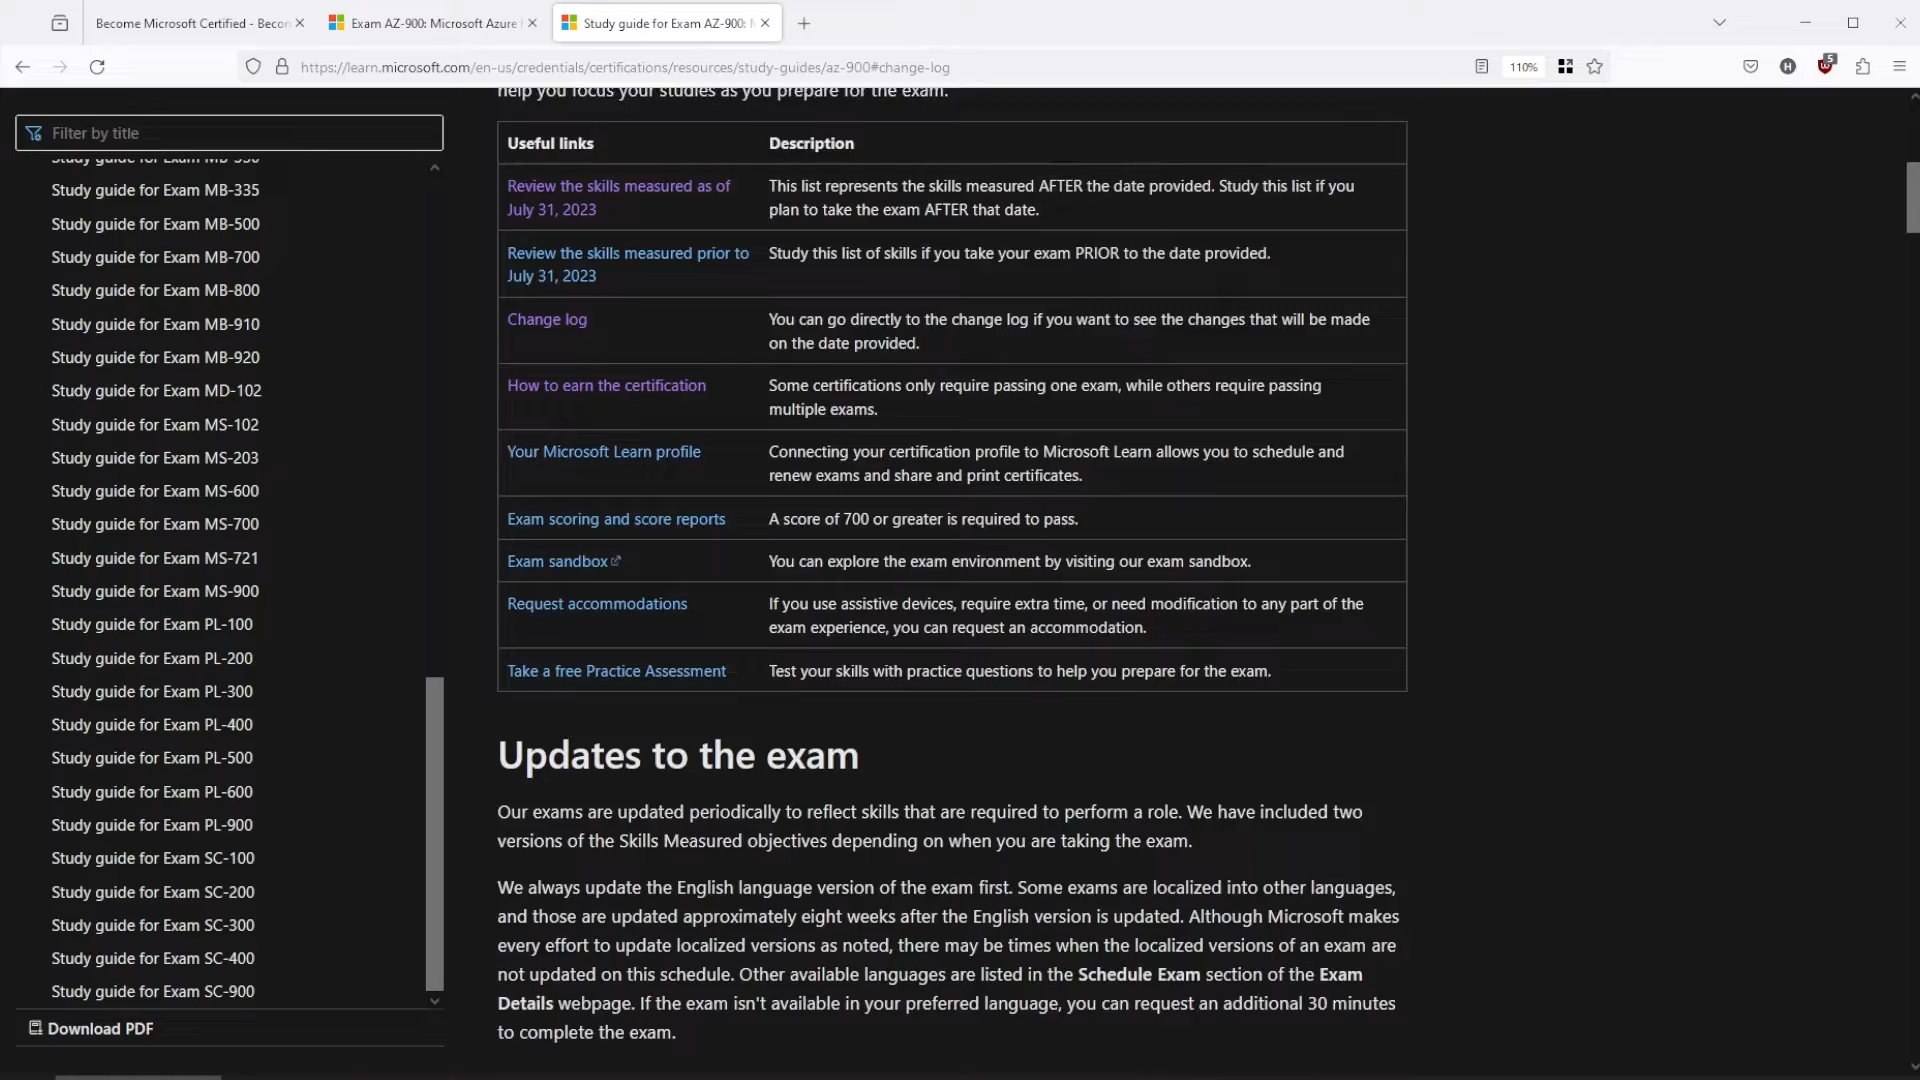 Become Microsoft Certified - Becon
Exam AZ-900: Microsoft Azure
Study guide for Exam AZ-900:
https://learn.microsoft.com/en-us/credentials/certifications/resources/study-guides/az-900#change-log
110%
H
5
Filter by title
Study guide for Exam MB-335
Study guide for Exam MB-500
Study guide for Exam MB-700
Study guide for Exam MB-800
Study guide for Exam MB-910
Study guide for Exam MB-920
Study guide for Exam MD-102
Study guide for Exam MS-102
Study guide for Exam MS-203
Study guide for Exam MS-600
Study guide for Exam MS-700
Study guide for Exam MS-721
Study guide for Exam MS-900
Study guide for Exam PL-100
Study guide for Exam PL-200
Study guide for Exam PL-300
Study guide for Exam PL-400
Study guide for Exam PL-500
Study guide for Exam PL-600
Study guide for Exam PL-900
Study guide for Exam SC-100
Study guide for Exam SC-200
Study guide for Exam SC-300
Study guide for Exam SC-400
Study guide for Exam SC-900
Download PDF
help you focus your studies as you prepare for the exam.
Useful links Description
Review the skills measured as of This list represents the skills measured AFTER the date provided. Study this list if you
July 31, 2023 plan to take the exam AFTER that date.
Review the skills measured prior to Study this list of skills if you take your exam PRIOR to the date provided.
July 31, 2023
Change log You can go directly to the change log if you want to see the changes that will be made
on the date provided.
How to earn the certification Some certifications only require passing one exam, while others require passing
multiple exams.
Your Microsoft Learn profile Connecting your certification profile to Microsoft Learn allows you to schedule and
renew exams and share and print certificates.
Exam scoring and score reports A score of 700 or greater is required to pass.
Exam sandbox You can explore the exam environment by visiting our exam sandbox.
Request accommodations If you use assistive devices, require extra time, or need modification to any part of the
exam experience, you can request an accommodation.
Take a free Practice Assessment Test your skills with practice questions to help you prepare for the exam.
Updates to the exam
Our exams are updated periodically to reflect skills that are required to perform a role. We have included two
versions of the Skills Measured objectives depending on when you are taking the exam.
We always update the English language version of the exam first. Some exams are localized into other languages,
and those are updated approximately eight weeks after the English version is updated. Although Microsoft makes
every effort to update localized versions as noted, there may be times when the localized versions of an exam are
not updated on this schedule. Other available languages are listed in the Schedule Exam section of the Exam
Details webpage. If the exam isn't available in your preferred language, you can request an additional 30 minutes
to complete the exam.